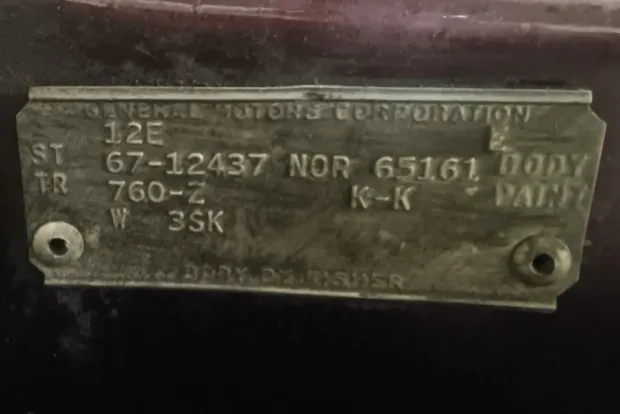 GENERAL MOTORS CORPORATION
12E
ST 67-12437 NOR 65161 BODY
TR 760-Z K-K PAINT
W 3SK
BODY BY FISHER